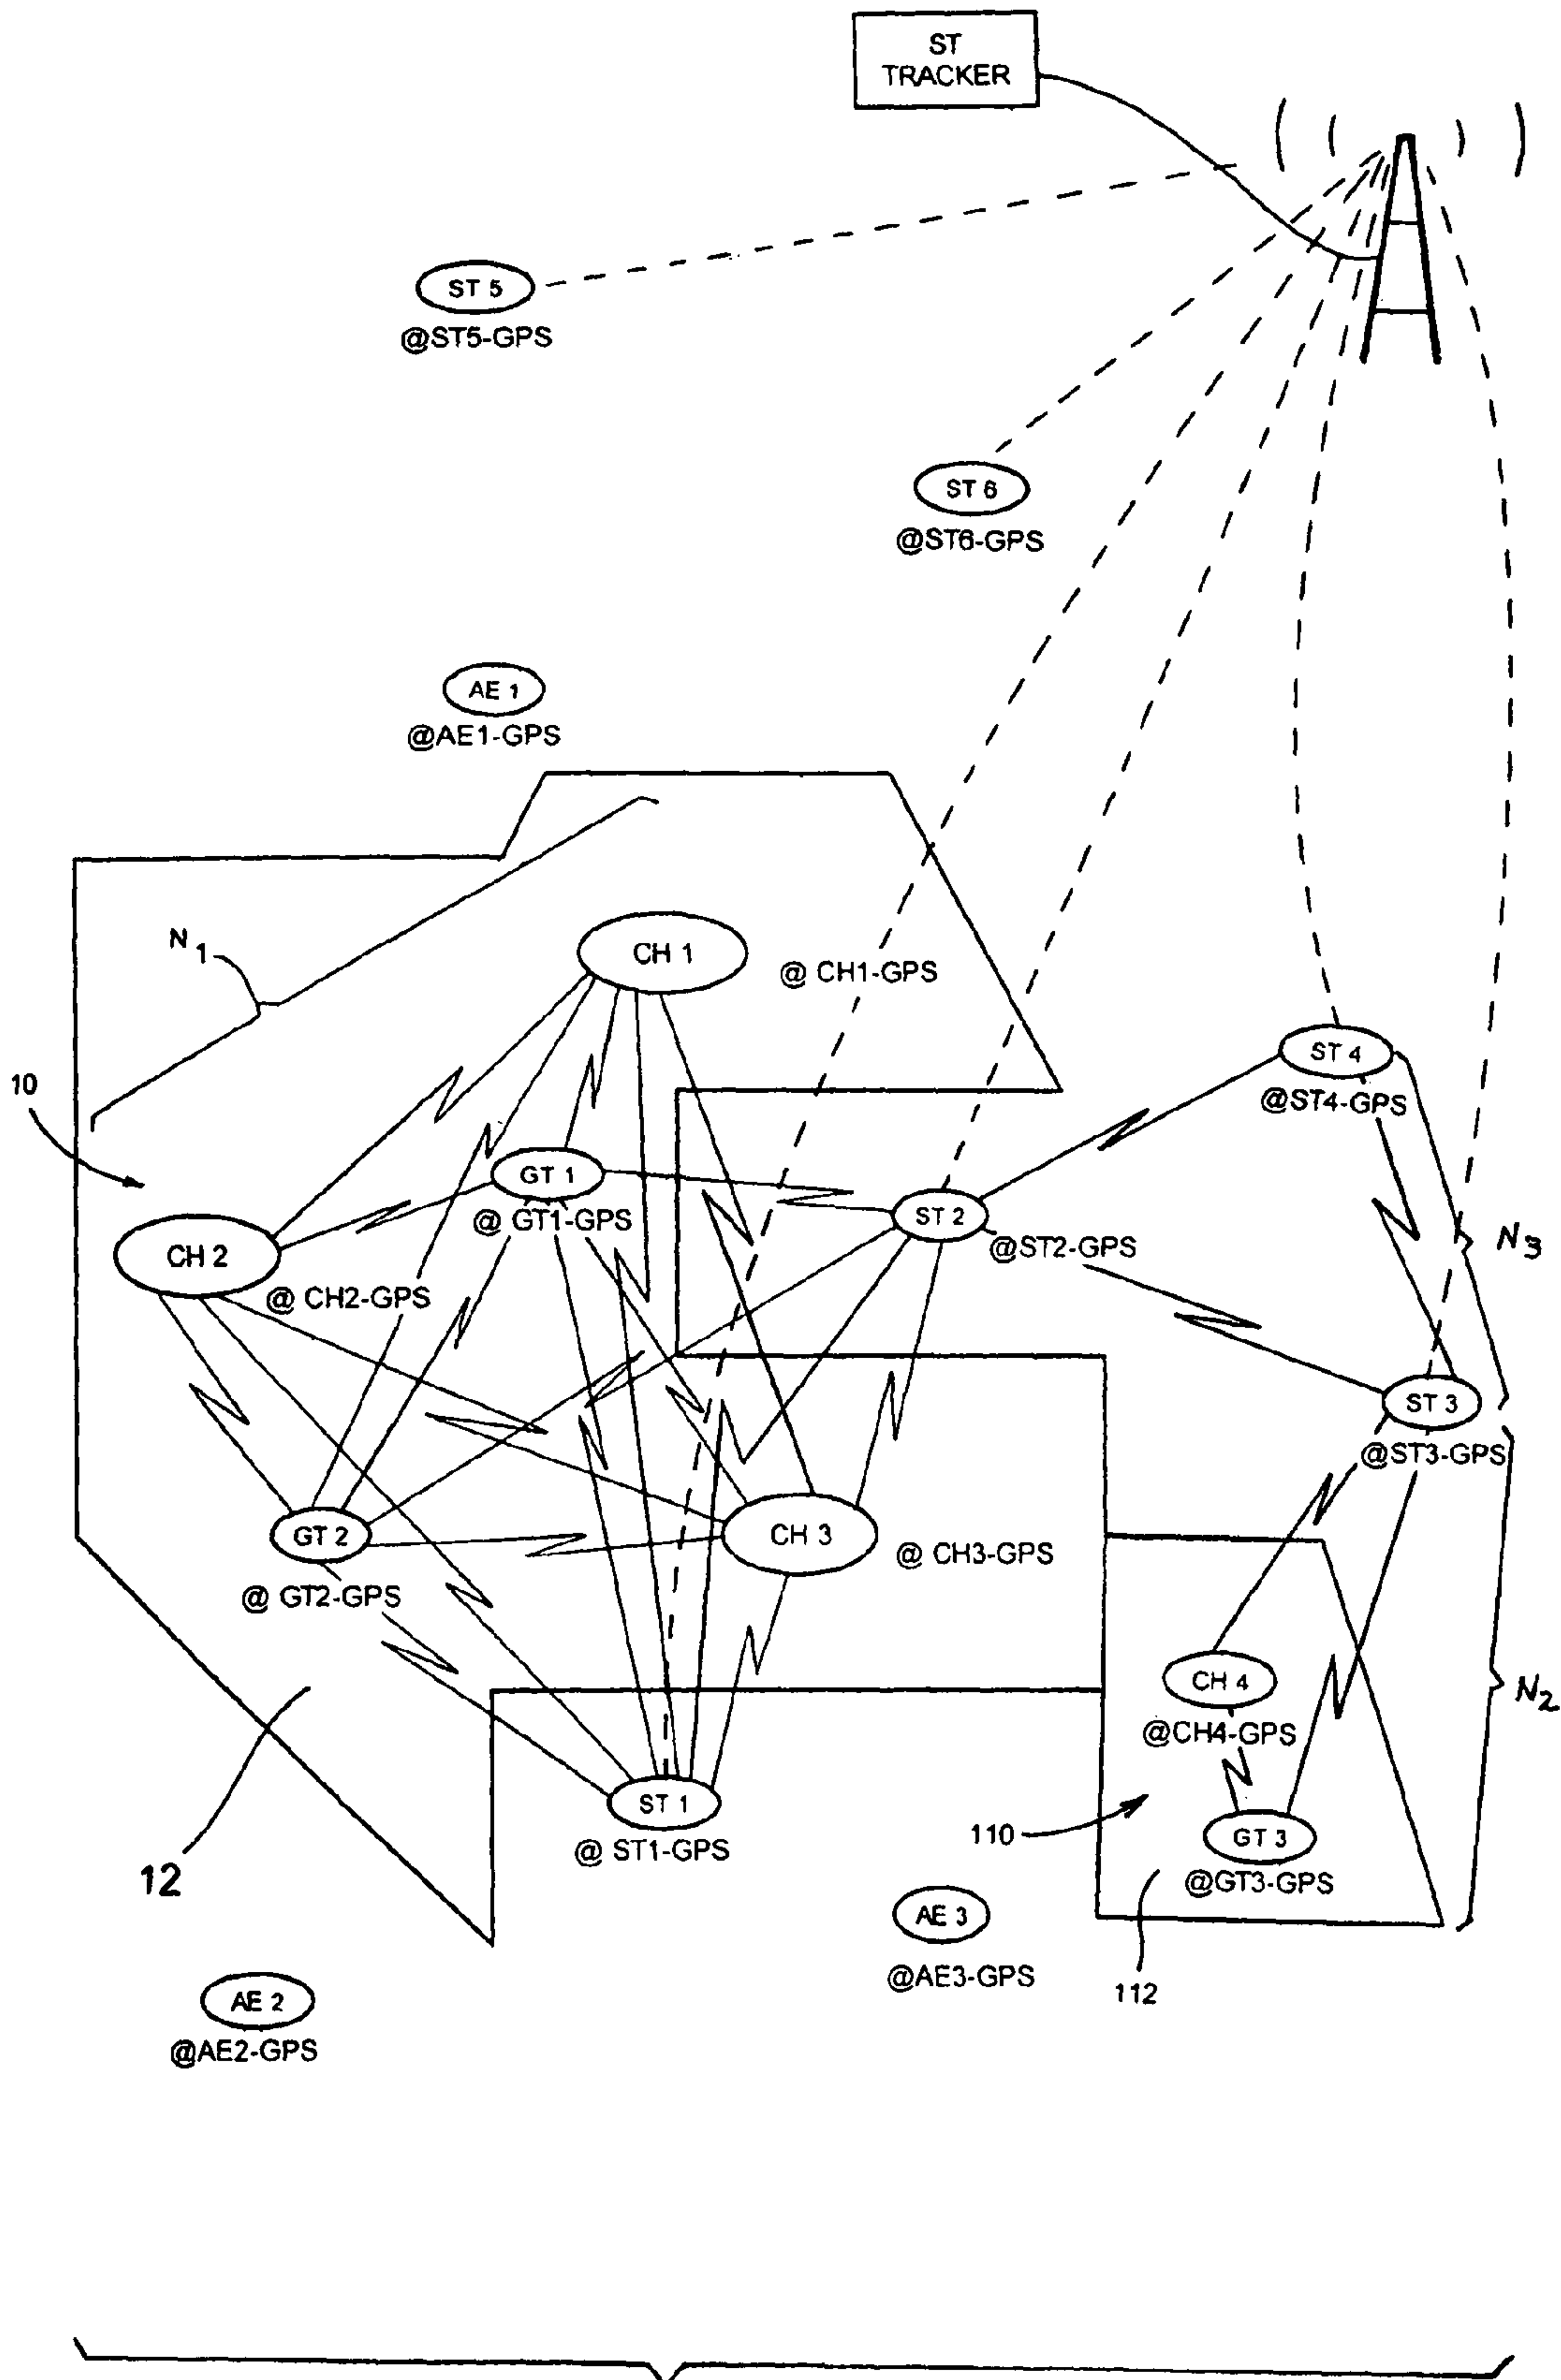 ST
TRACKER
ST 5
@ST5-GPS
ST 6
@ST6-GPS
AE 1
@AE1-GPS
N1
CH 1
@ CH1-GPS
10
ST 4
@ST4-GPS
GT 1
@ GT1-GPS
ST 2
@ST2-GPS
N3
CH 2
@ CH2-GPS
ST 3
@ST3-GPS
GT 2
@ GT2-GPS
CH 3
@ CH3-GPS
CH 4
@CH4-GPS
N2
ST 1
@ ST1-GPS
110
GT 3
@GT3-GPS
12
AE 3
@AE3-GPS
112
AE 2
@AE2-GPS